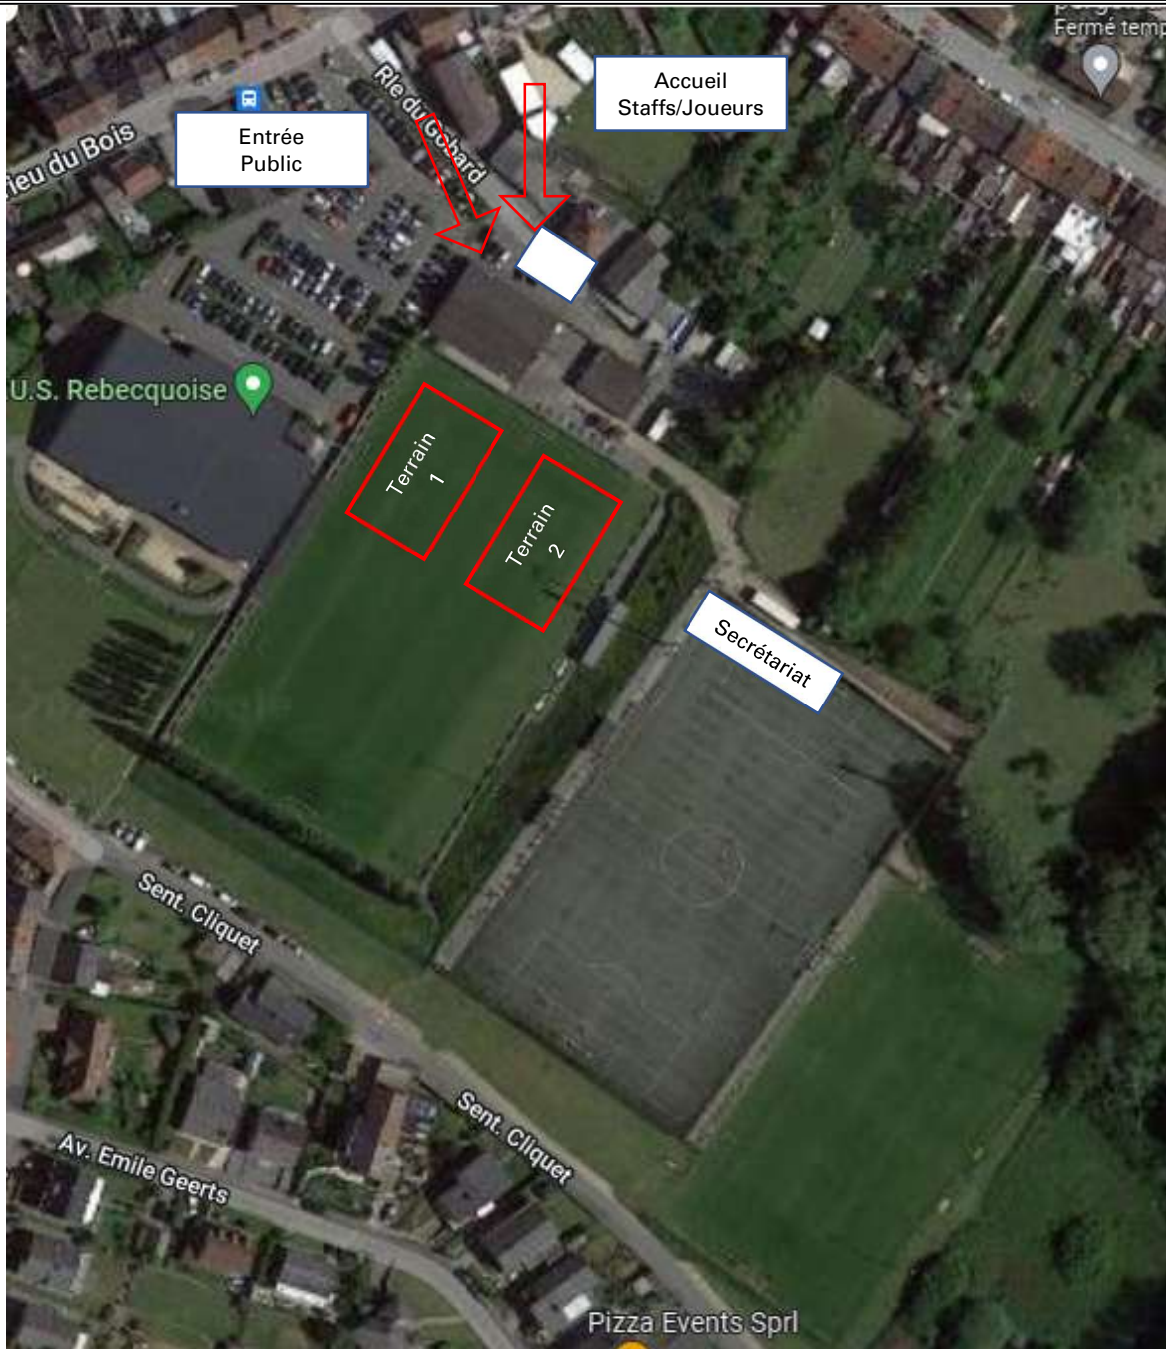 Fermé temp
Accueil
Staffs/Joueurs
Rle du Gobard
Entrée
Public
ieu du Bois
U.S. Rebecquoise
Terrain
1
Terrain
2
Secrétariat
Sent. Cliquet
Sent. Cliquet
Av. Emile Geerts
Pizza Events Sprl